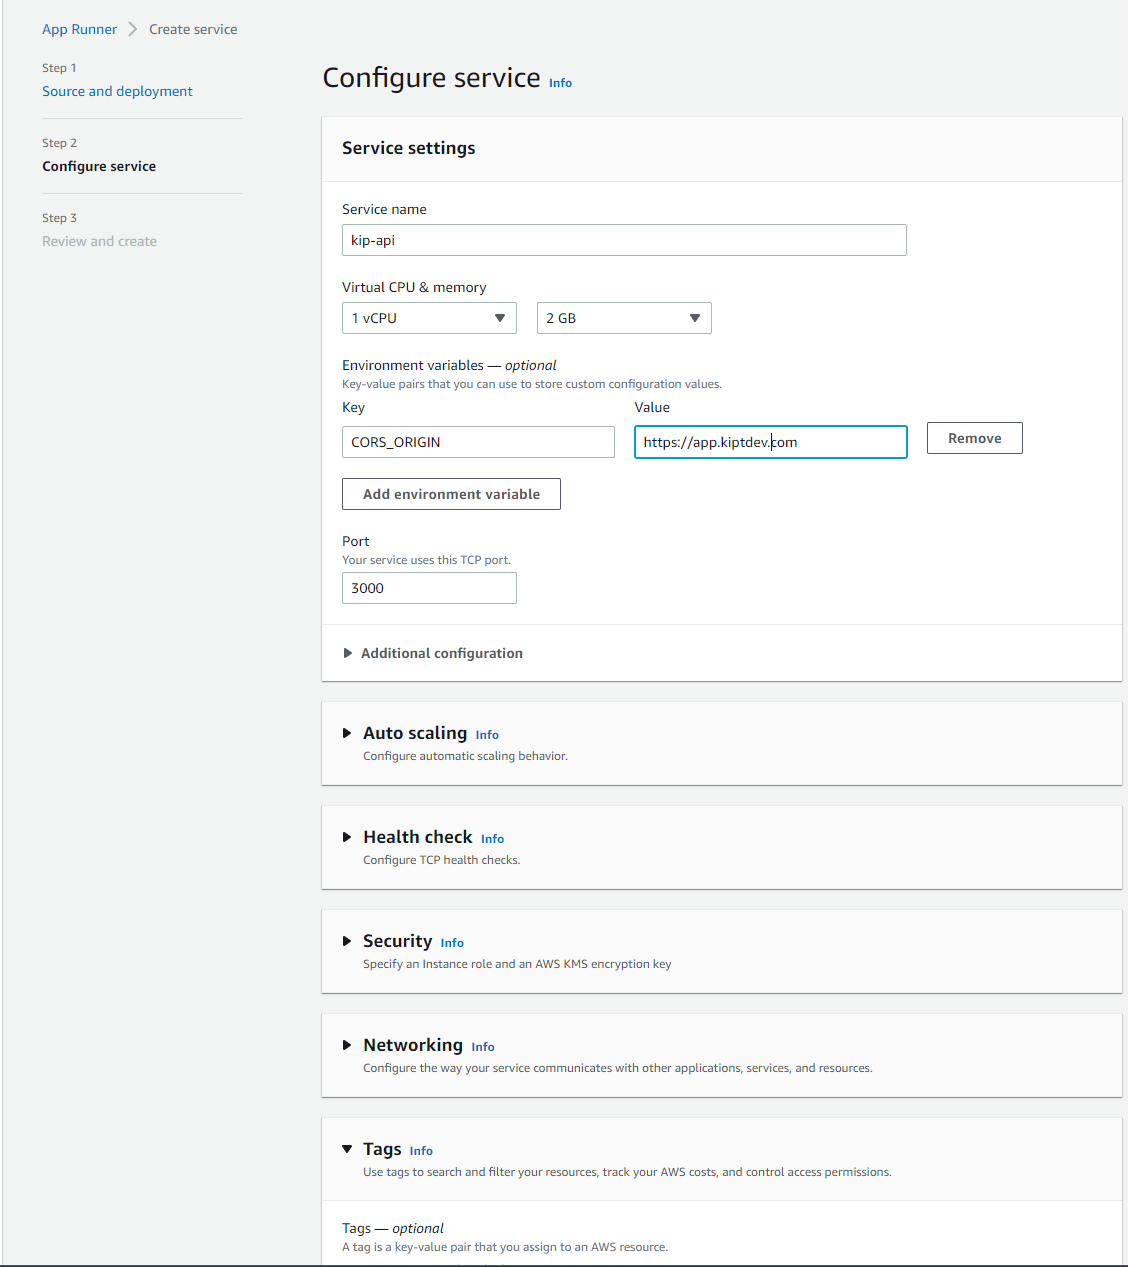 App Runner > Create service
Step 1
Source and deployment
Step 2
Configure service
Step 3
Review and create
Configure service Info
Service settings
Service name
kip-api
Virtual CPU & memory
1 vCPU 2 GB
Environment variables — optional
Key-value pairs that you can use to store custom configuration values.
Key Value
CORS_ORIGIN https://app.kiptdev.com Remove
Add environment variable
Port
Your service uses this TCP port.
3000
Additional configuration
Auto scaling Info
Configure automatic scaling behavior.
Health check Info
Configure TCP health checks.
Security Info
Specify an Instance role and an AWS KMS encryption key
Networking Info
Configure the way your service communicates with other applications, services, and resources.
Tags Info
Use tags to search and filter your resources, track your AWS costs, and control access permissions.
Tags — optional
A tag is a key-value pair that you assign to an AWS resource.